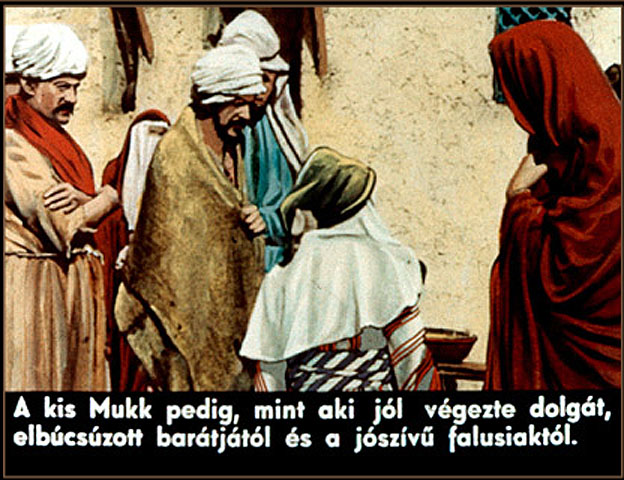 A kis Mukk pedig, mint aki jól végezte dolgát,
elbúcsúzott barátjától és a jószívű falusiaktól.